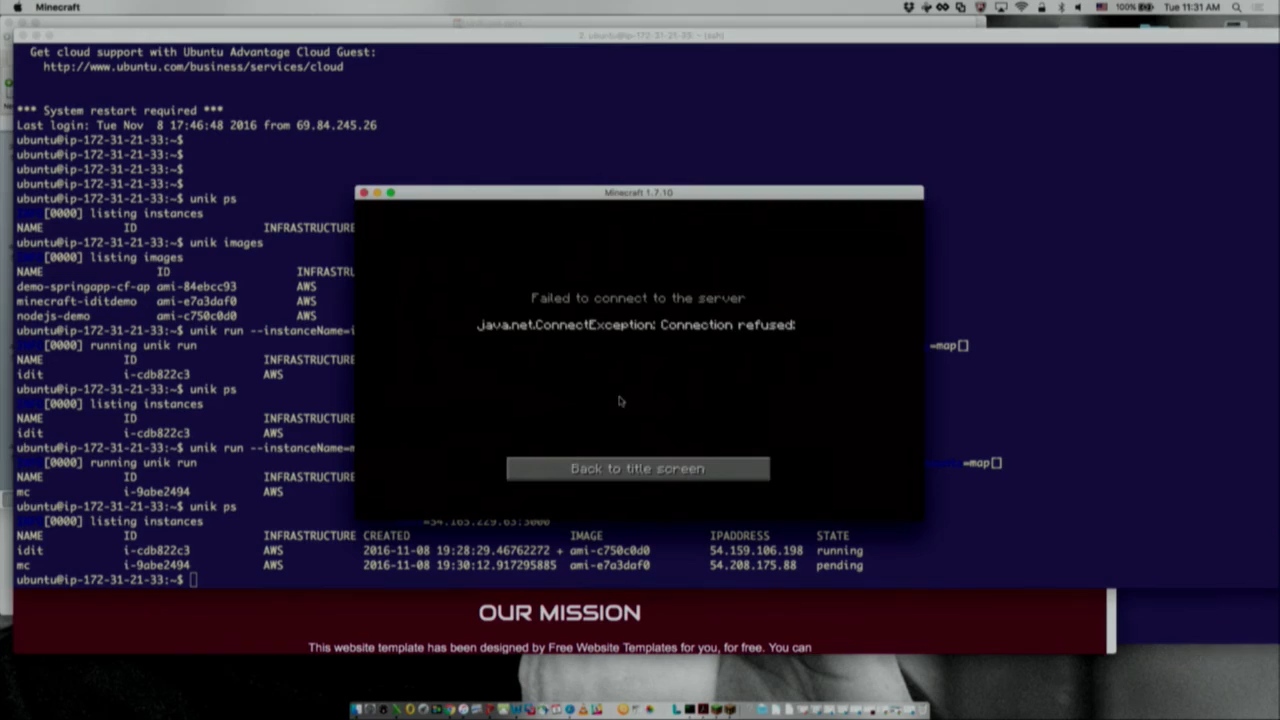 Minecraft
100%
Tue 11:31 AM
2. ubuntu@ip-172-31-21-33: ~ (ssh)
Get cloud support with Ubuntu Advantage Cloud Guest:
http://www.ubuntu.com/business/services/cloud
*** System restart required ***
Last login: Tue Nov 8 17:46:48 2016 from 69.84.245.26
ubuntu@ip-172-31-21-33:~$
ubuntu@ip-172-31-21-33:~$
ubuntu@ip-172-31-21-33:~$
ubuntu@ip-172-31-21-33:~$
ubuntu@ip-172-31-21-33:~$ unik ps
[0000] listing instances
NAME ID INFRASTRUCTURE
ubuntu@ip-172-31-21-33:~$ unik images
[0000] listing images
NAME ID INFRASTRU
demo-springapp-cf-ap ami-84ebcc93 AWS
minecraft-iditdemo ami-e7a3daf0 AWS
nodejs-demo ami-c750c0d0 AWS
ubuntu@ip-172-31-21-33:~$ unik run --instanceName=i
[0000] running unik run =map[]
NAME ID INFRASTRUCTURE
idit i-cdb822c3 AWS
ubuntu@ip-172-31-21-33:~$ unik ps
[0000] listing instances
NAME ID INFRASTRUCTURE
idit i-cdb822c3 AWS
ubuntu@ip-172-31-21-33:~$ unik run --instanceName=m
[0000] running unik run =map[]
NAME ID INFRASTRUCTURE
mc i-9abe2494 AWS
ubuntu@ip-172-31-21-33:~$ unik ps
[0000] listing instances =54.165.229.63:3000
NAME ID INFRASTRUCTURE CREATED IMAGE IPADDRESS STATE
idit i-cdb822c3 AWS 2016-11-08 19:28:29.46762272 + ami-c750c0d0 54.159.106.198 running
mc i-9abe2494 AWS 2016-11-08 19:30:12.917295885 ami-e7a3daf0 54.208.175.88 pending
ubuntu@ip-172-31-21-33:~$
Minecraft 1.7.10
Failed to connect to the server
java.net.ConnectException: Connection refused:
Back to title screen
OUR MISSION
This website template has been designed by Free Website Templates for you, for free. You can